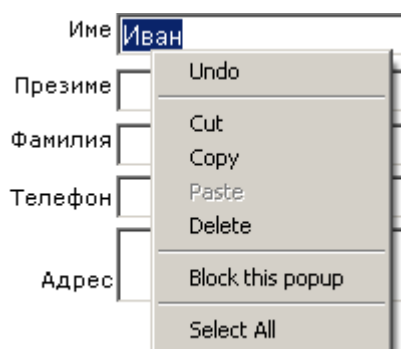 Име Иван
Презиме
Фамилия
Телефон
Адрес
Undo
Cut
Copy
Paste
Delete
Block this popup
Select All